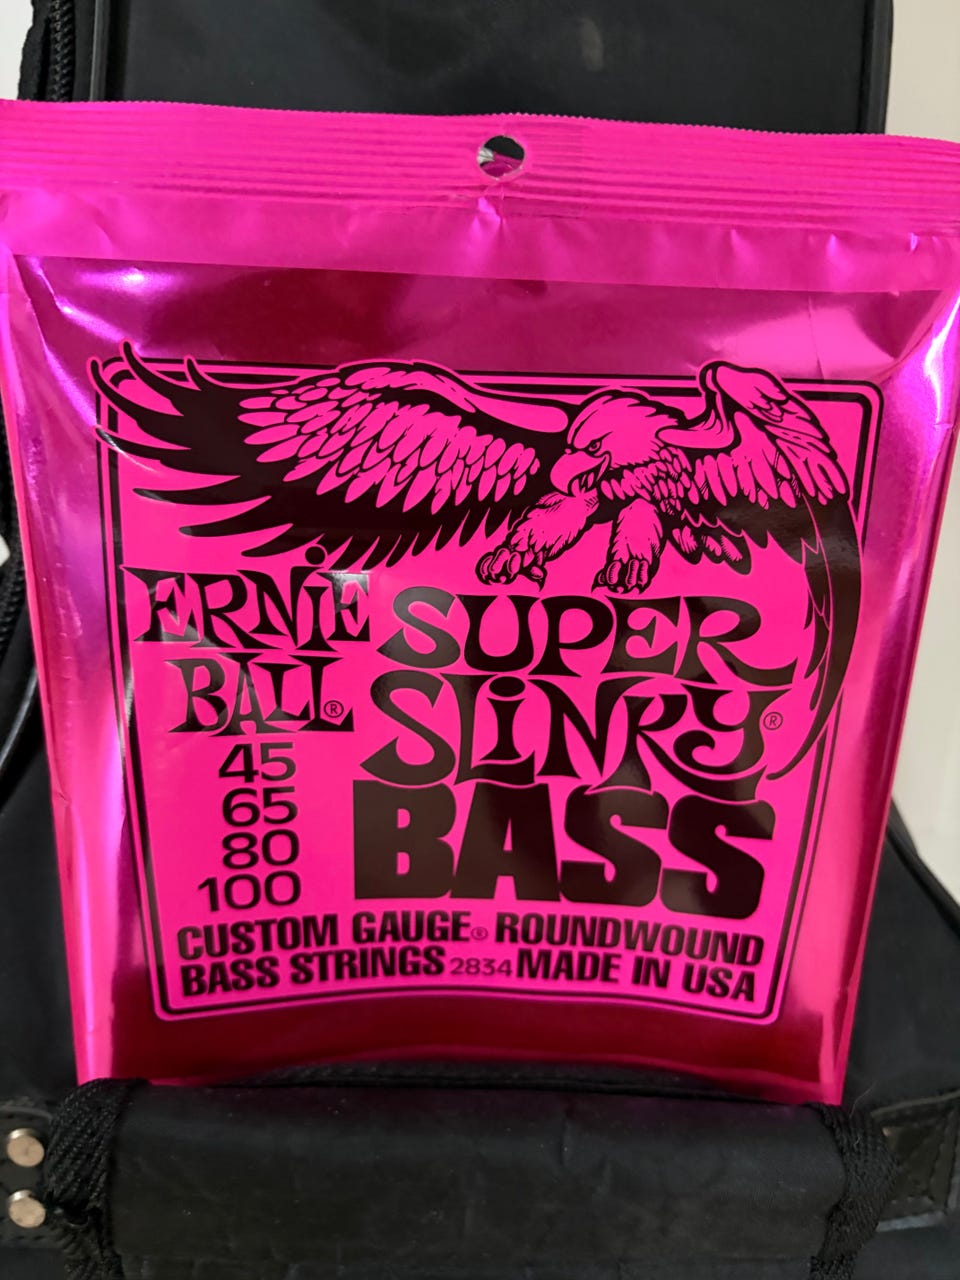 ERNiE
BALL®
SUPER
SLiNKY®
BASS
45
65
80
100
CUSTOM GAUGE® ROUNDWOUND
BASS STRINGS 2834 MADE IN USA